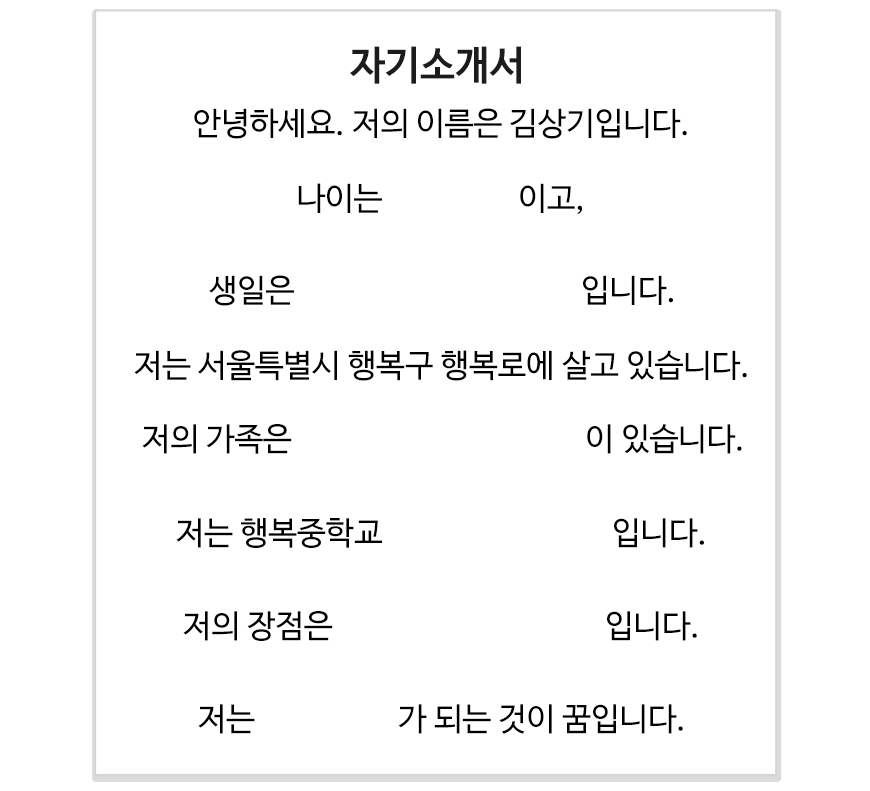 자기소개서
안녕하세요. 저의 이름은 김상기입니다.
나이는 이고,
생일은 입니다.
저는 서울특별시 행복구 행복로에 살고 있습니다.
저의 가족은 이 있습니다.
저는 행복중학교 입니다.
저의 장점은 입니다.
저는 가 되는 것이 꿈입니다.